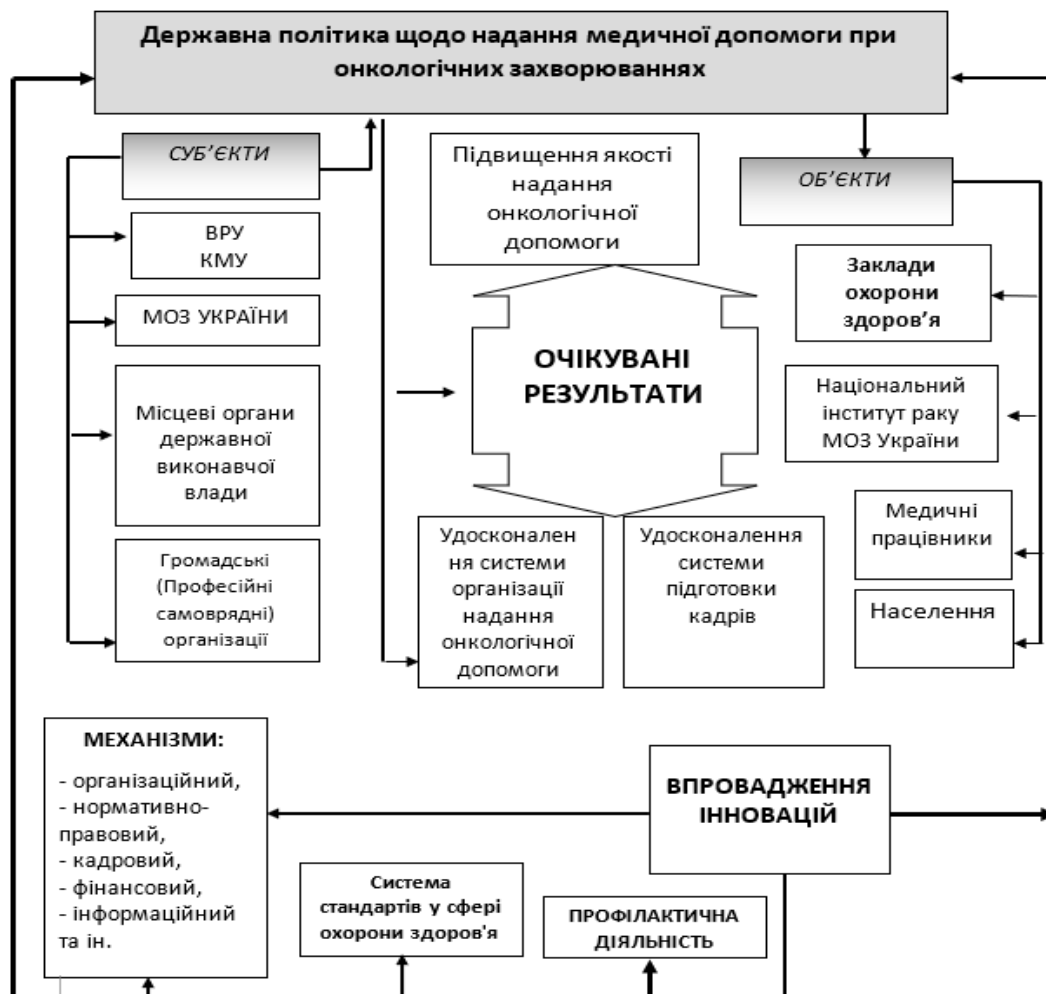 Державна політика щодо надання медичної допомоги при
онкологічних захворюваннях
СУБ’ЄКТИ
ВРУ
КМУ
МОЗ УКРАЇНИ
Місцеві органи
державної
виконавчої
влади
Громадські
(Професійні
самоврядні)
організації
Підвищення якості
надання
онкологічної
допомоги
ОЧІКУВАНІ
РЕЗУЛЬТАТИ
Удосконален
ня системи
організації
надання
онкологічної
допомоги
Удосконалення
системи
підготовки
кадрів
ОБ’ЄКТИ
Заклади
охорони
здоров’я
Національний
інститут раку
МОЗ України
Медичні
працівники
Населення
МЕХАНІЗМИ:
- організаційний,
- нормативно-
правовий,
- кадровий,
- фінансовий,
- інформаційний
та ін.
Система
стандартів у сфері
охорони здоров'я
ПРОФІЛАКТИЧНА
ДІЯЛЬНІСТЬ
ВПРОВАДЖЕННЯ
ІННОВАЦІЙ